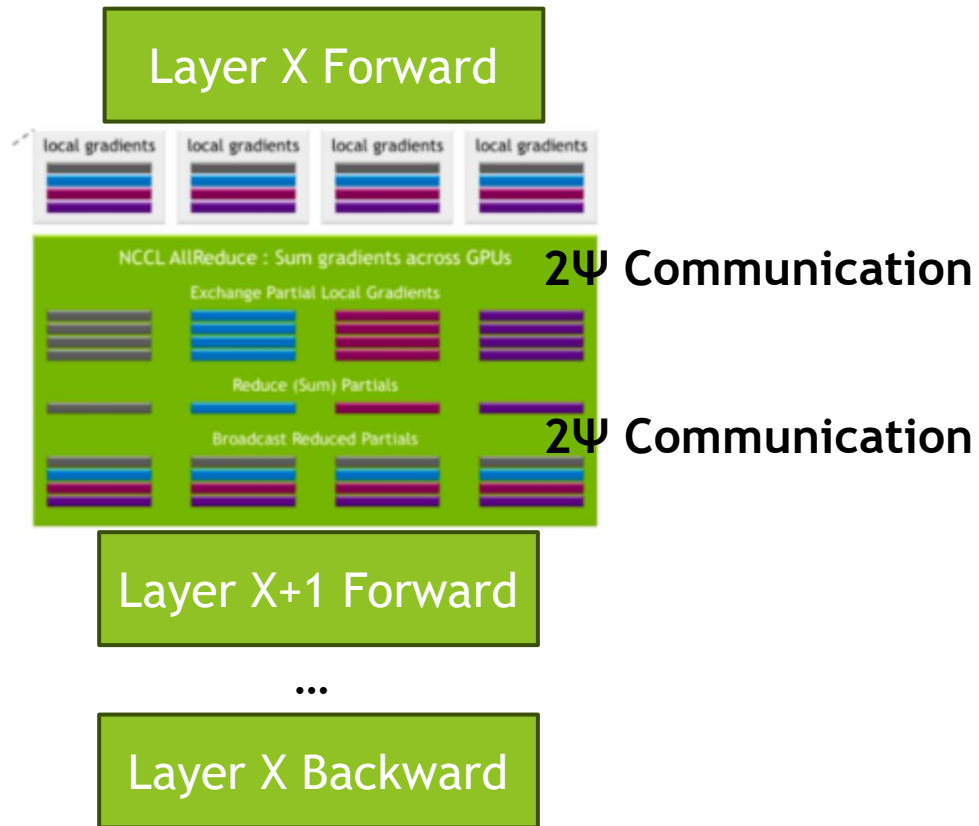 Layer X Forward
local gradients local gradients local gradients local gradients
NCCL AllReduce : Sum gradients across GPUs
2Ψ Communication
Exchange Partial Local Gradients
Reduce (Sum) Partials
2Ψ Communication
Broadcast Reduced Partials
Layer X+1 Forward
...
Layer X Backward